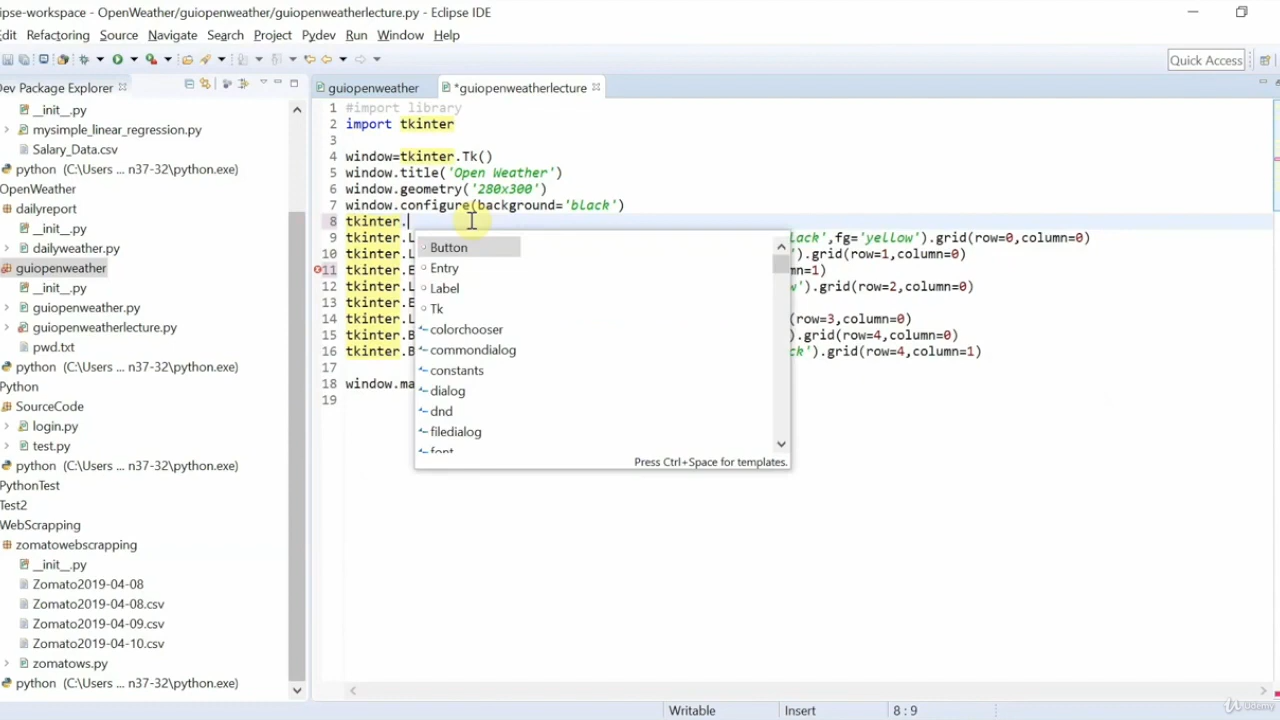 ipse-workspace - OpenWeather/guiopenweather/guiopenweatherlecture.py - Eclipse IDE
dit Refactoring Source Navigate Search Project Pydev Run Window Help
Quick Access
Dev Package Explorer
guiopenweather
*guiopenweatherlecture
__init__.py
mysimple_linear_regression.py
Salary_Data.csv
python (C:\Users ... n37-32\python.exe)
OpenWeather
dailyreport
__init__.py
dailyweather.py
guiopenweather
__init__.py
guiopenweather.py
guiopenweatherlecture.py
pwd.txt
python (C:\Users ... n37-32\python.exe)
Python
SourceCode
login.py
test.py
python (C:\Users ... n37-32\python.exe)
PythonTest
Test2
WebScrapping
zomatowebscrapping
__init__.py
Zomato2019-04-08
Zomato2019-04-08.csv
Zomato2019-04-09.csv
Zomato2019-04-10.csv
zomatows.py
python (C:\Users ... n37-32\python.exe)
1 #import library
2 import tkinter
3
4 window=tkinter.Tk()
5 window.title('Open Weather')
6 window.geometry('280x300')
7 window.configure(background='black')
8 tkinter.
9 tkinter.L lack',fg='yellow').grid(row=0,column=0)
10 tkinter.L ').grid(row=1,column=0)
11 tkinter.E mn=1)
12 tkinter.L w').grid(row=2,column=0)
13 tkinter.E
14 tkinter.L (row=3,column=0)
15 tkinter.B ).grid(row=4,column=0)
16 tkinter.B ck').grid(row=4,column=1)
17
18 window.ma
19
Button
Entry
Label
Tk
colorchooser
commondialog
constants
dialog
dnd
filedialog
font
Press Ctrl+Space for templates.
Writable Insert 8 : 9
Udemy